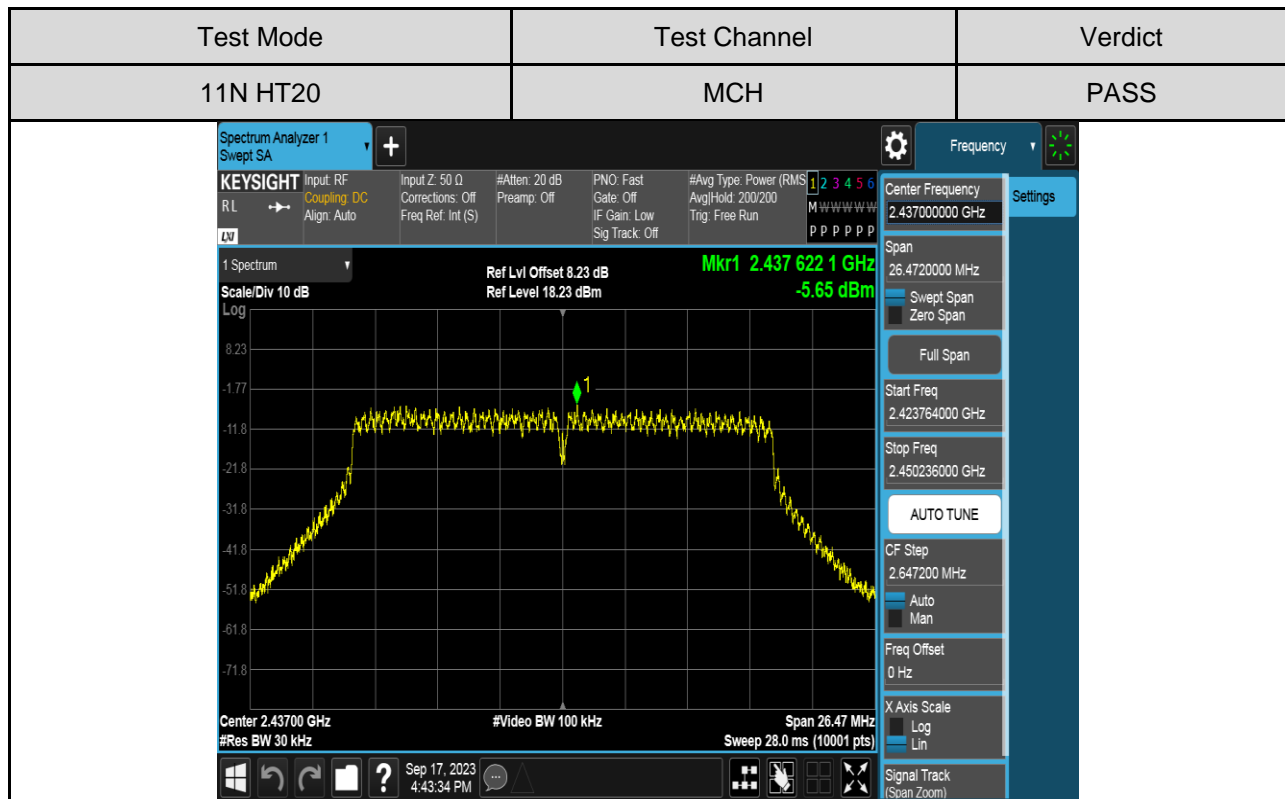 Test Mode Test Channel Verdict
11N HT20 MCH PASS
Spectrum Analyzer 1
Swept SA
+
Frequency
KEYSIGHT
RL
LXI
Input: RF
Coupling: DC
Align: Auto
Input Z: 50 Ω
Corrections: Off
Freq Ref: Int (S)
#Atten: 20 dB
Preamp: Off
PNO: Fast
Gate: Off
IF Gain: Low
Sig Track: Off
#Avg Type: Power (RMS
Avg|Hold: 200/200
Trig: Free Run
1 2 3 4 5 6
M W W W W W
P P P P P P
1 Spectrum
Scale/Div 10 dB
Ref Lvl Offset 8.23 dB
Ref Level 18.23 dBm
Mkr1 2.437 622 1 GHz
-5.65 dBm
Log
8.23
-1.77
-11.8
-21.8
-31.8
-41.8
-51.8
-61.8
-71.8
1
Center 2.43700 GHz
#Res BW 30 kHz
#Video BW 100 kHz
Span 26.47 MHz
Sweep 28.0 ms (10001 pts)
Center Frequency
2.437000000 GHz
Settings
Span
26.4720000 MHz
Swept Span
Zero Span
Full Span
Start Freq
2.423764000 GHz
Stop Freq
2.450236000 GHz
AUTO TUNE
CF Step
2.647200 MHz
Auto
Man
Freq Offset
0 Hz
X Axis Scale
Log
Lin
Signal Track
(Span Zoom)
?
Sep 17, 2023
4:43:34 PM